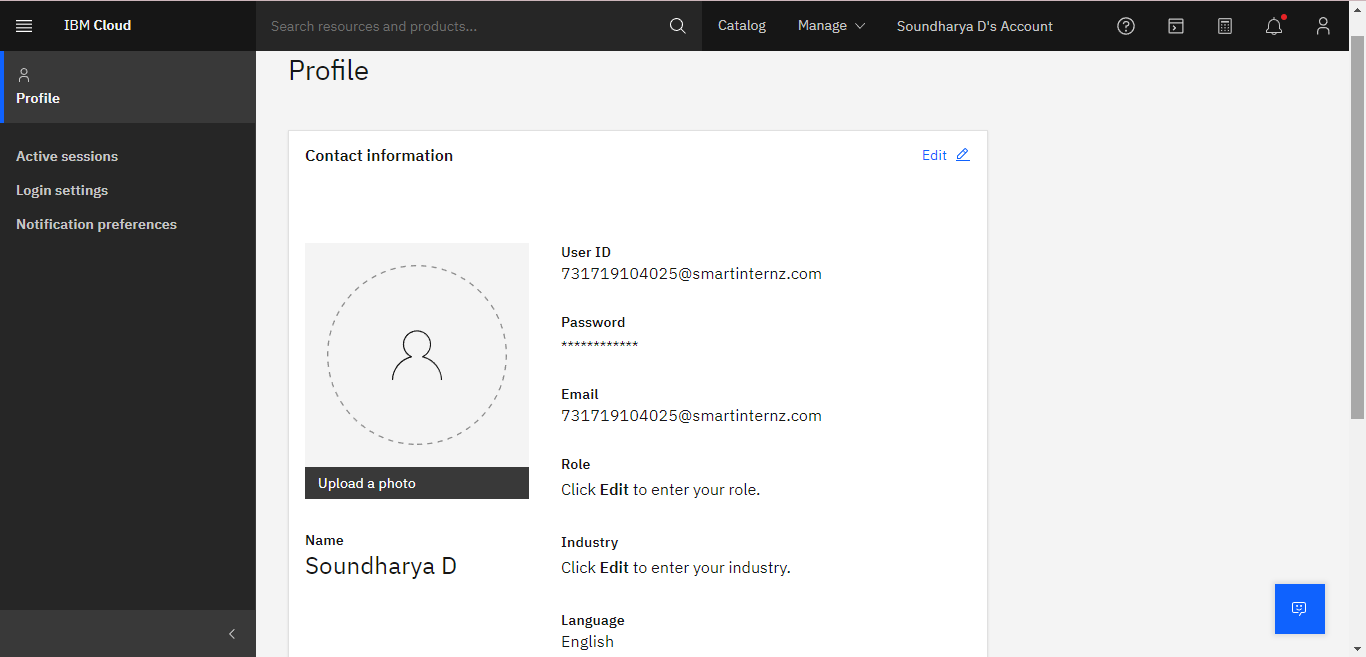 IBM Cloud
Search resources and products...
Catalog
Manage
Soundharya D's Account
Profile
Active sessions
Login settings
Notification preferences
Profile
Contact information
Edit
Upload a photo
Name
Soundharya D
User ID
731719104025@smartinternz.com
Password
************
Email
731719104025@smartinternz.com
Role
Click Edit to enter your role.
Industry
Click Edit to enter your industry.
Language
English